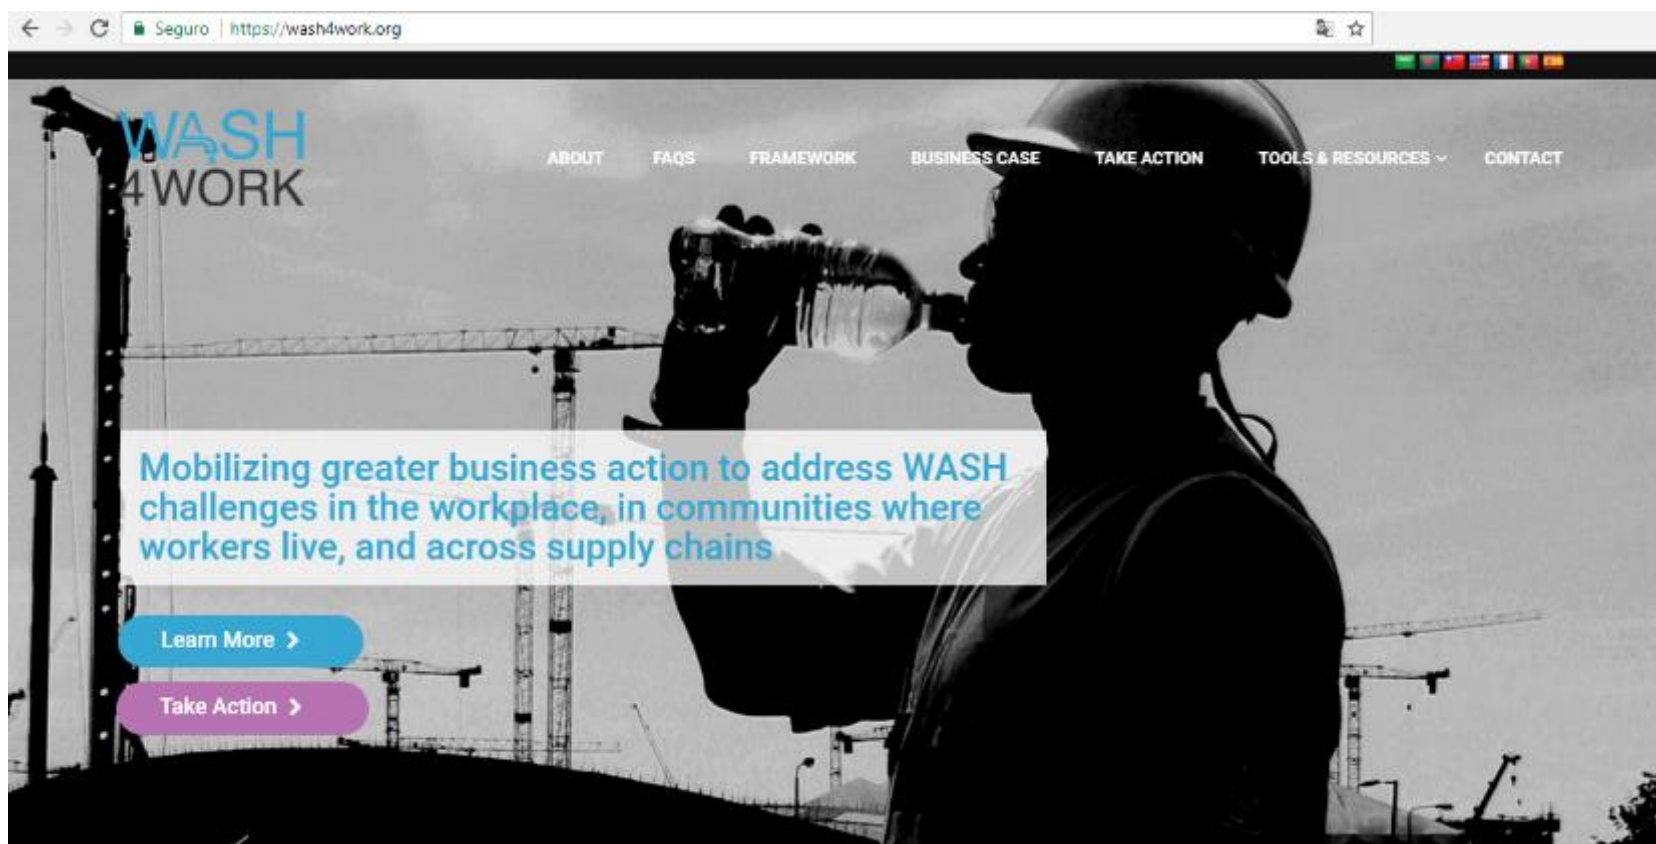 Seguro | https://wash4work.org
WASH
4WORK
ABOUT FAQS FRAMEWORK BUSINESS CASE TAKE ACTION TOOLS & RESOURCES CONTACT
Mobilizing greater business action to address WASH
challenges in the workplace, in communities where
workers live, and across supply chains
Learn More
Take Action